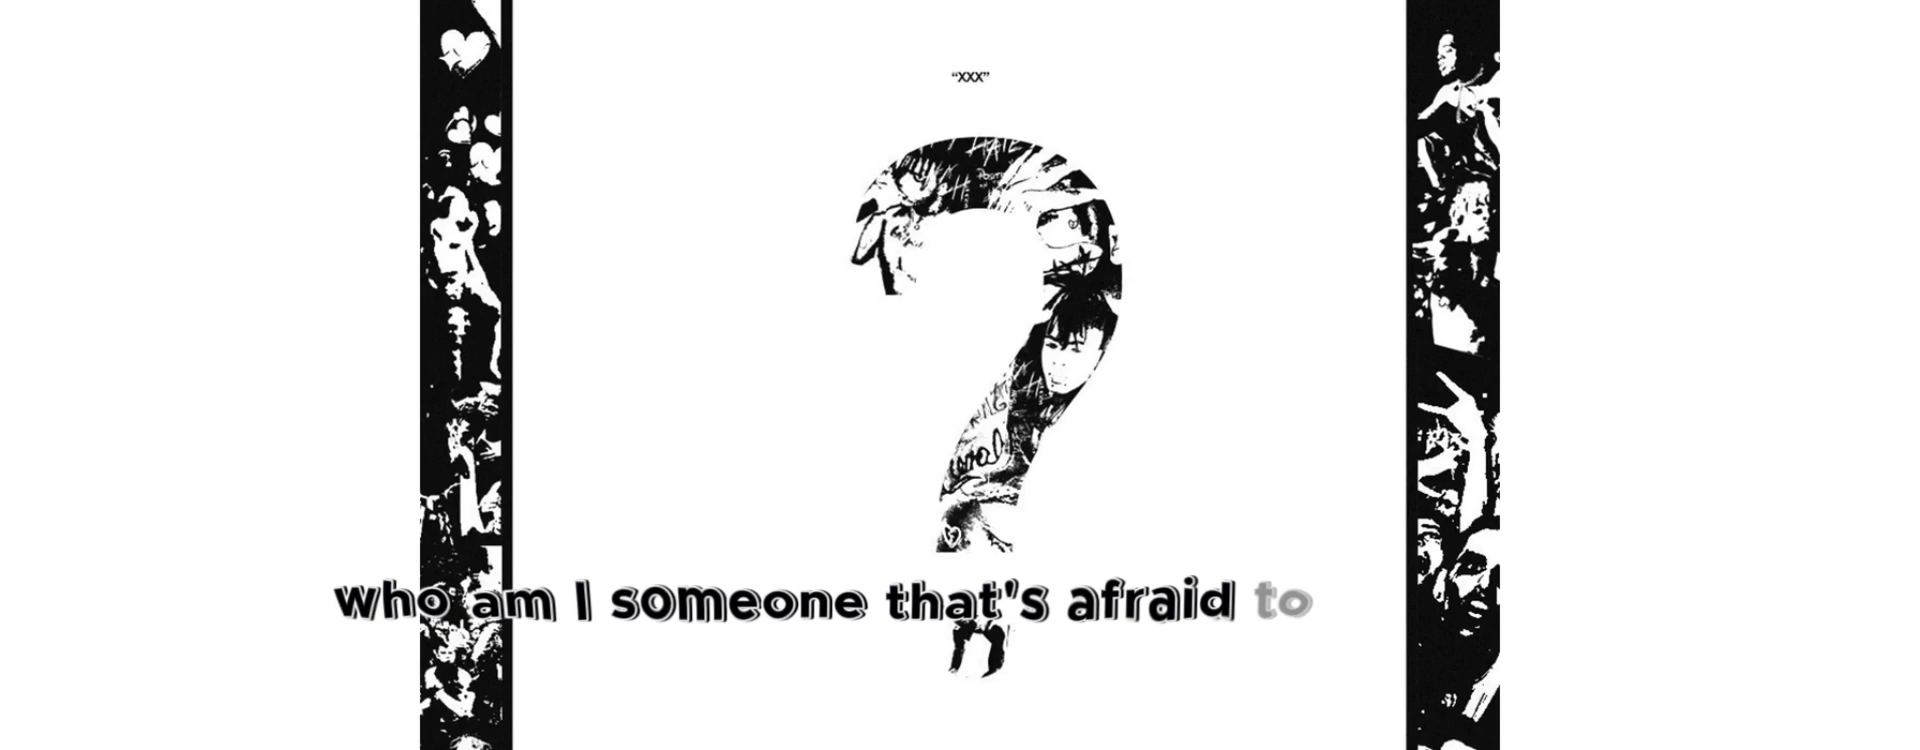 “XXX”
who am I someone that's afraid to